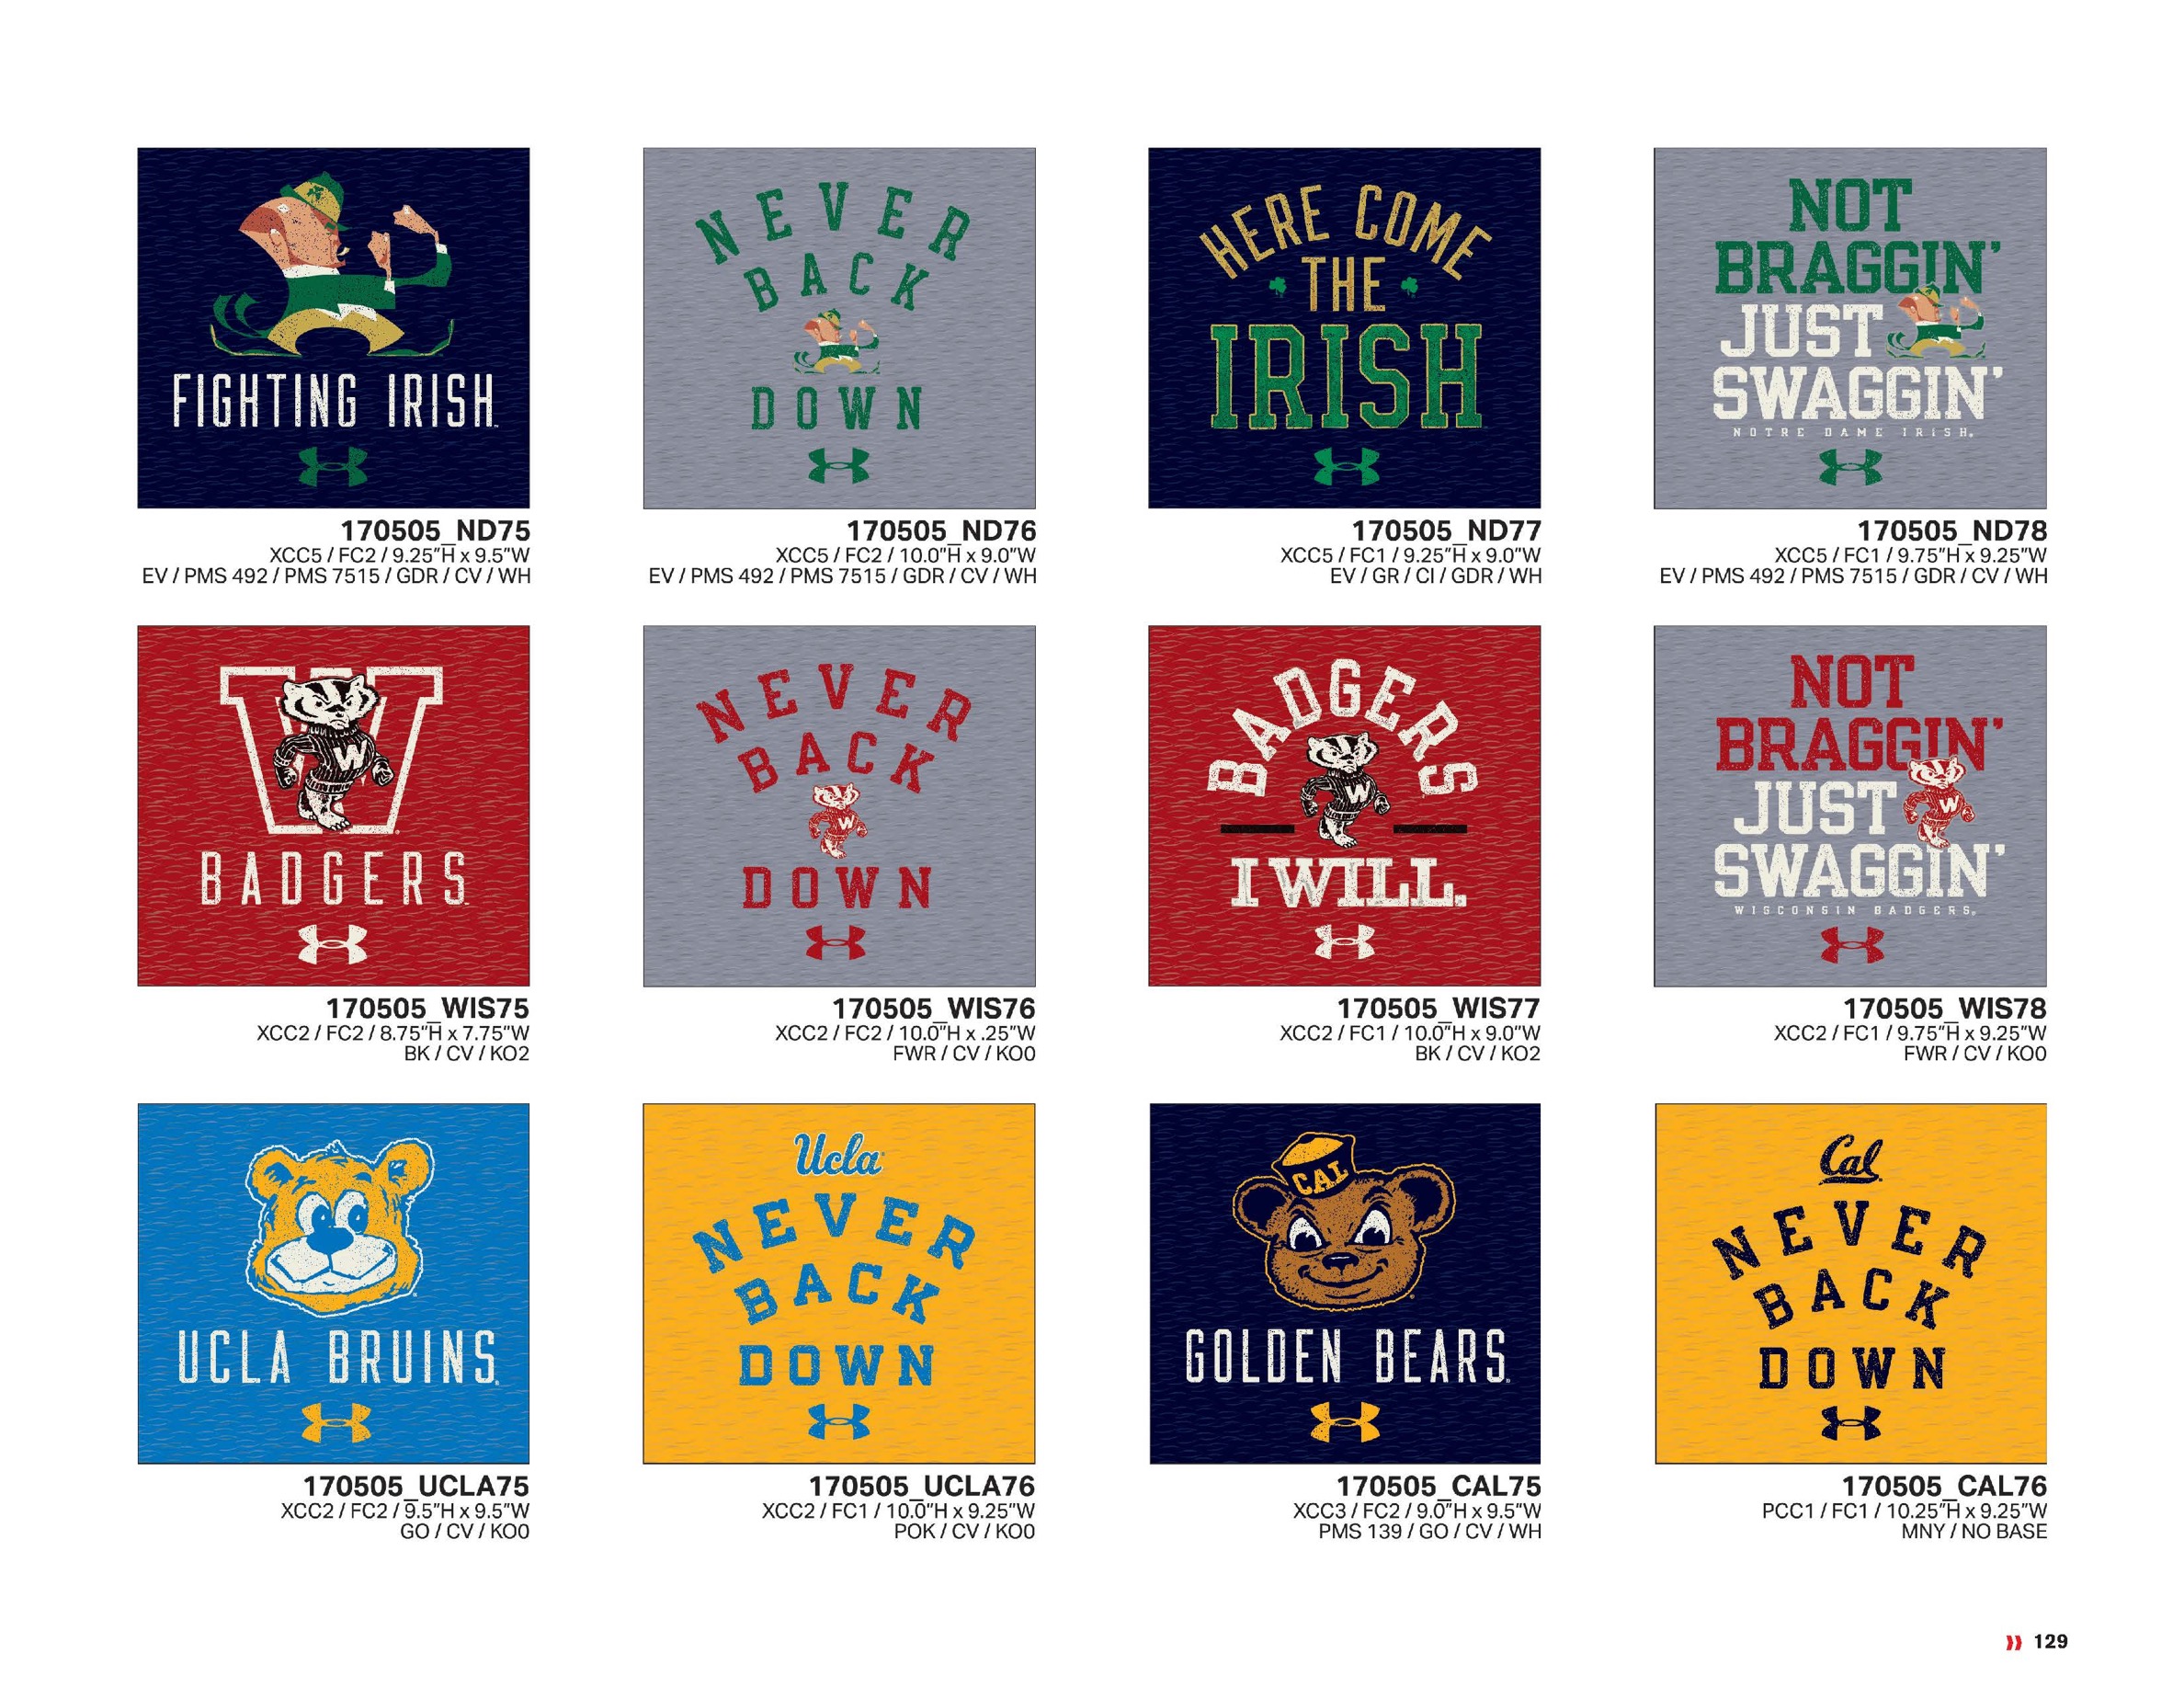 FIGHTING IRISH
170505_ND75
XCC5 / FC2 / 9.25"H x 9.5"W
EV / PMS 492 / PMS 7515 / GDR / CV / WH
NEVER
BACK
DOWN
170505_ND76
XCC5 / FC2 / 10.0"H x 9.0"W
EV / PMS 492 / PMS 7515 / GDR / CV / WH
HERE COME
THE
IRISH
170505_ND77
XCC5 / FC1 / 9.25"H x 9.0"W
EV / GR / CI / GDR / WH
NOT
BRAGGIN'
JUST
SWAGGIN'
NOTRE DAME IRISH®
170505_ND78
XCC5 / FC1 / 9.75"H x 9.25"W
EV / PMS 492 / PMS 7515 / GDR / CV / WH
W
BADGERS
170505_WIS75
XCC2 / FC2 / 8.75"H x 7.75"W
BK / CV / KO2
NEVER
BACK
W
DOWN
170505_WIS76
XCC2 / FC2 / 10.0"H x .25"W
FWR / CV / KO0
BADGERS
W
I WILL.
170505_WIS77
XCC2 / FC1 / 10.0"H x 9.0"W
BK / CV / KO2
NOT
BRAGGIN'
JUST
W
SWAGGIN'
WISCONSIN BADGERS®
170505_WIS78
XCC2 / FC1 / 9.75"H x 9.25"W
FWR / CV / KO0
UCLA BRUINS
170505_UCLA75
XCC2 / FC2 / 9.5"H x 9.5"W
GO / CV / KO0
Ucla
NEVER
BACK
DOWN
170505_UCLA76
XCC2 / FC1 / 10.0"H x 9.25"W
POK / CV / KO0
CAL
GOLDEN BEARS
170505_CAL75
XCC3 / FC2 / 9.0"H x 9.5"W
PMS 139 / GO / CV / WH
Cal
NEVER
BACK
DOWN
170505_CAL76
PCC1 / FC1 / 10.25"H x 9.25"W
MNY / NO BASE
129